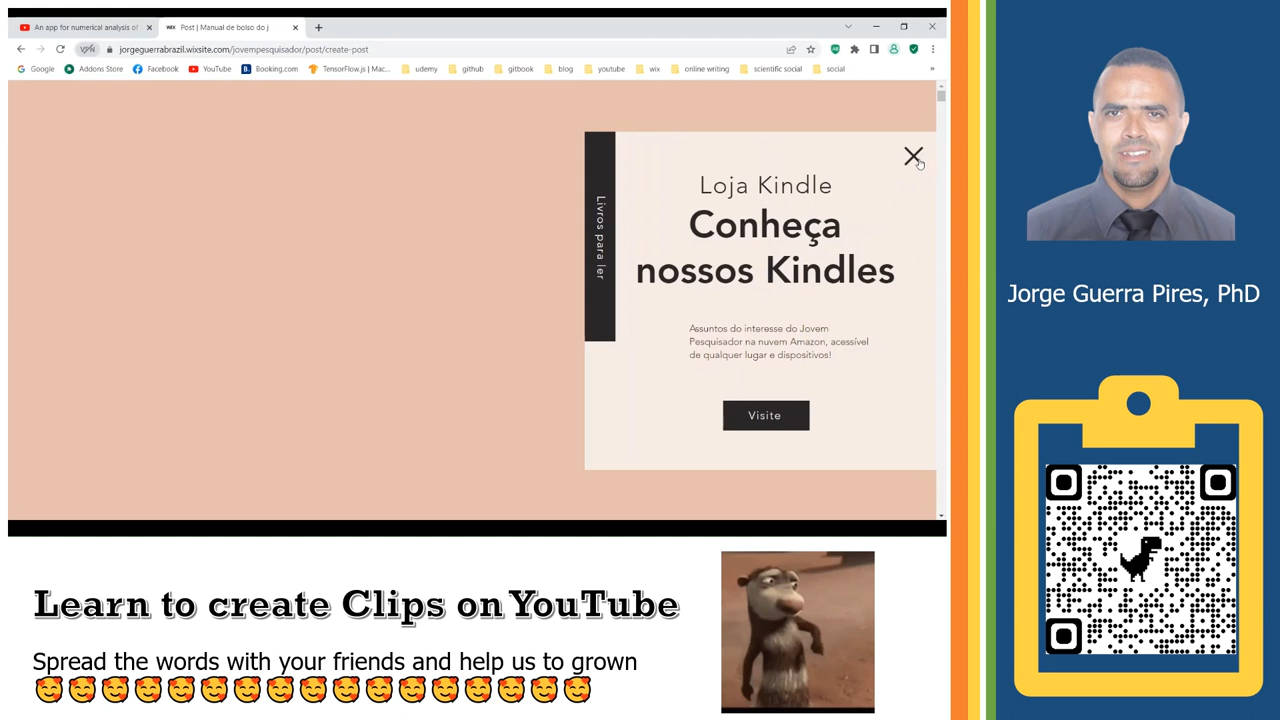 An app for numerical analysis of
Post | Manual de bolso do j
VPN
jorgeguerrabrazil.wixsite.com/jovempesquisador/post/create-post
Google
Addons Store
Facebook
YouTube
Booking.com
TensorFlow.js | Mac...
udemy
github
gitbook
blog
youtube
wix
online writing
scientific social
social
»
Livros para ler
Loja Kindle
Conheça
nossos Kindles
Assuntos do interesse do Jovem
Pesquisador na nuvem Amazon, acessível
de qualquer lugar e dispositivos!
Visite
Jorge Guerra Pires, PhD
Learn to create Clips on YouTube
Spread the words with your friends and help us to grown